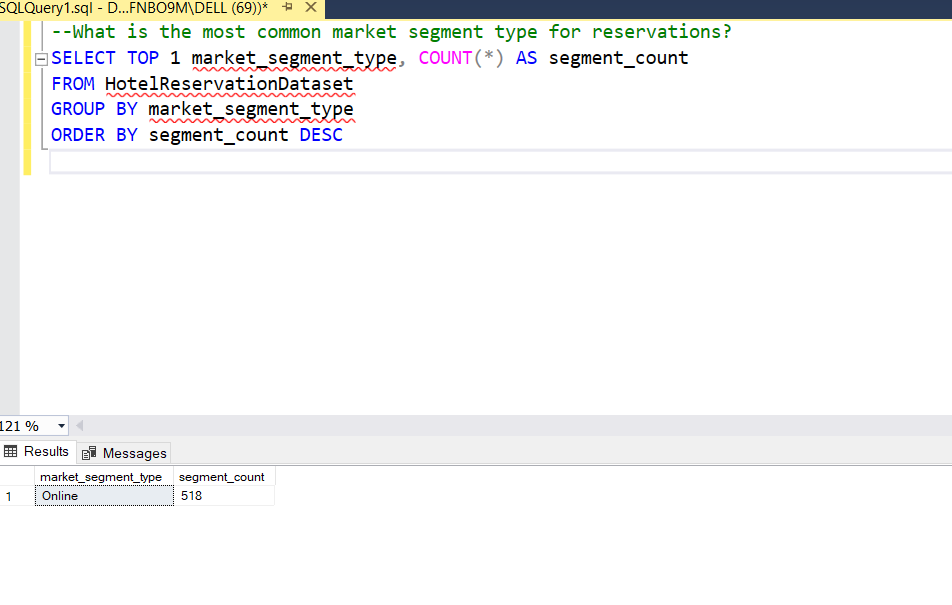 SQLQuery1.sql - D...FNBO9M\DELL (69))*
--What is the most common market segment type for reservations?
SELECT TOP 1 market_segment_type, COUNT(*) AS segment_count
FROM HotelReservationDataset
GROUP BY market_segment_type
ORDER BY segment_count DESC
121 %
Results Messages
market_segment_type segment_count
1 Online 518